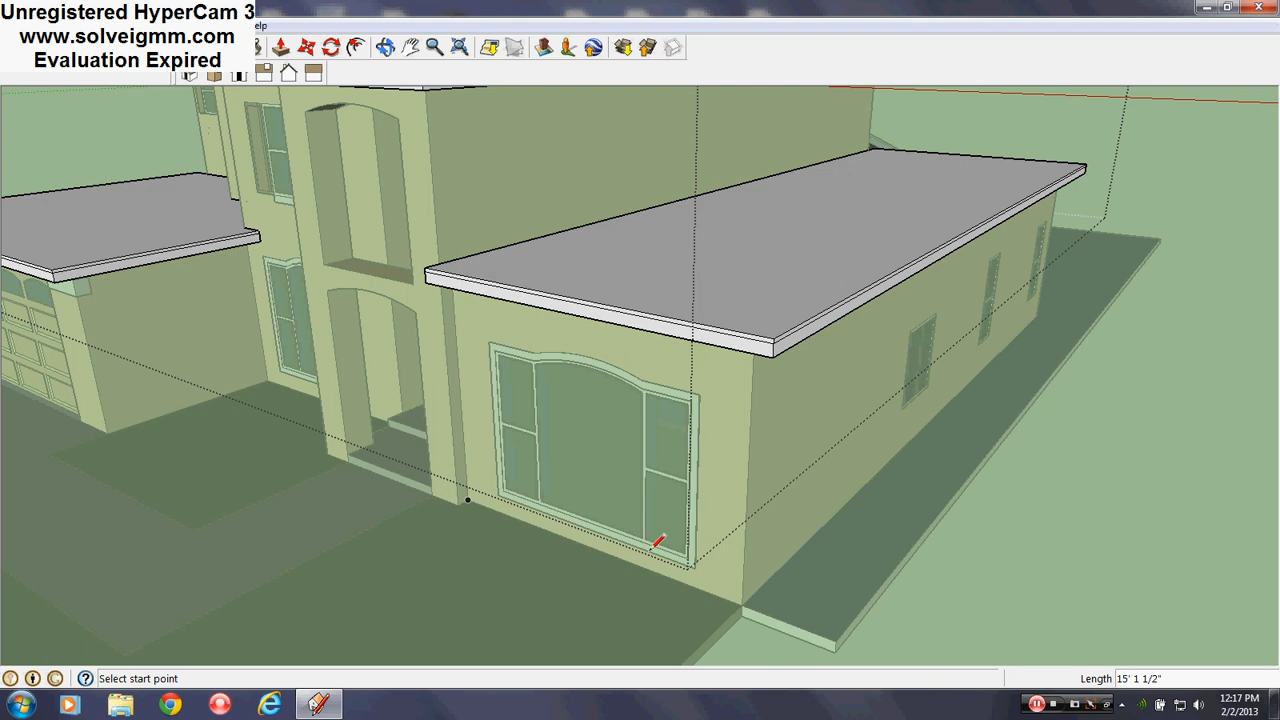 Unregistered HyperCam 3
www.solveigmm.com
Evaluation Expired
elp
Select start point
Length 15' 1 1/2"
12:17 PM
2/2/2013